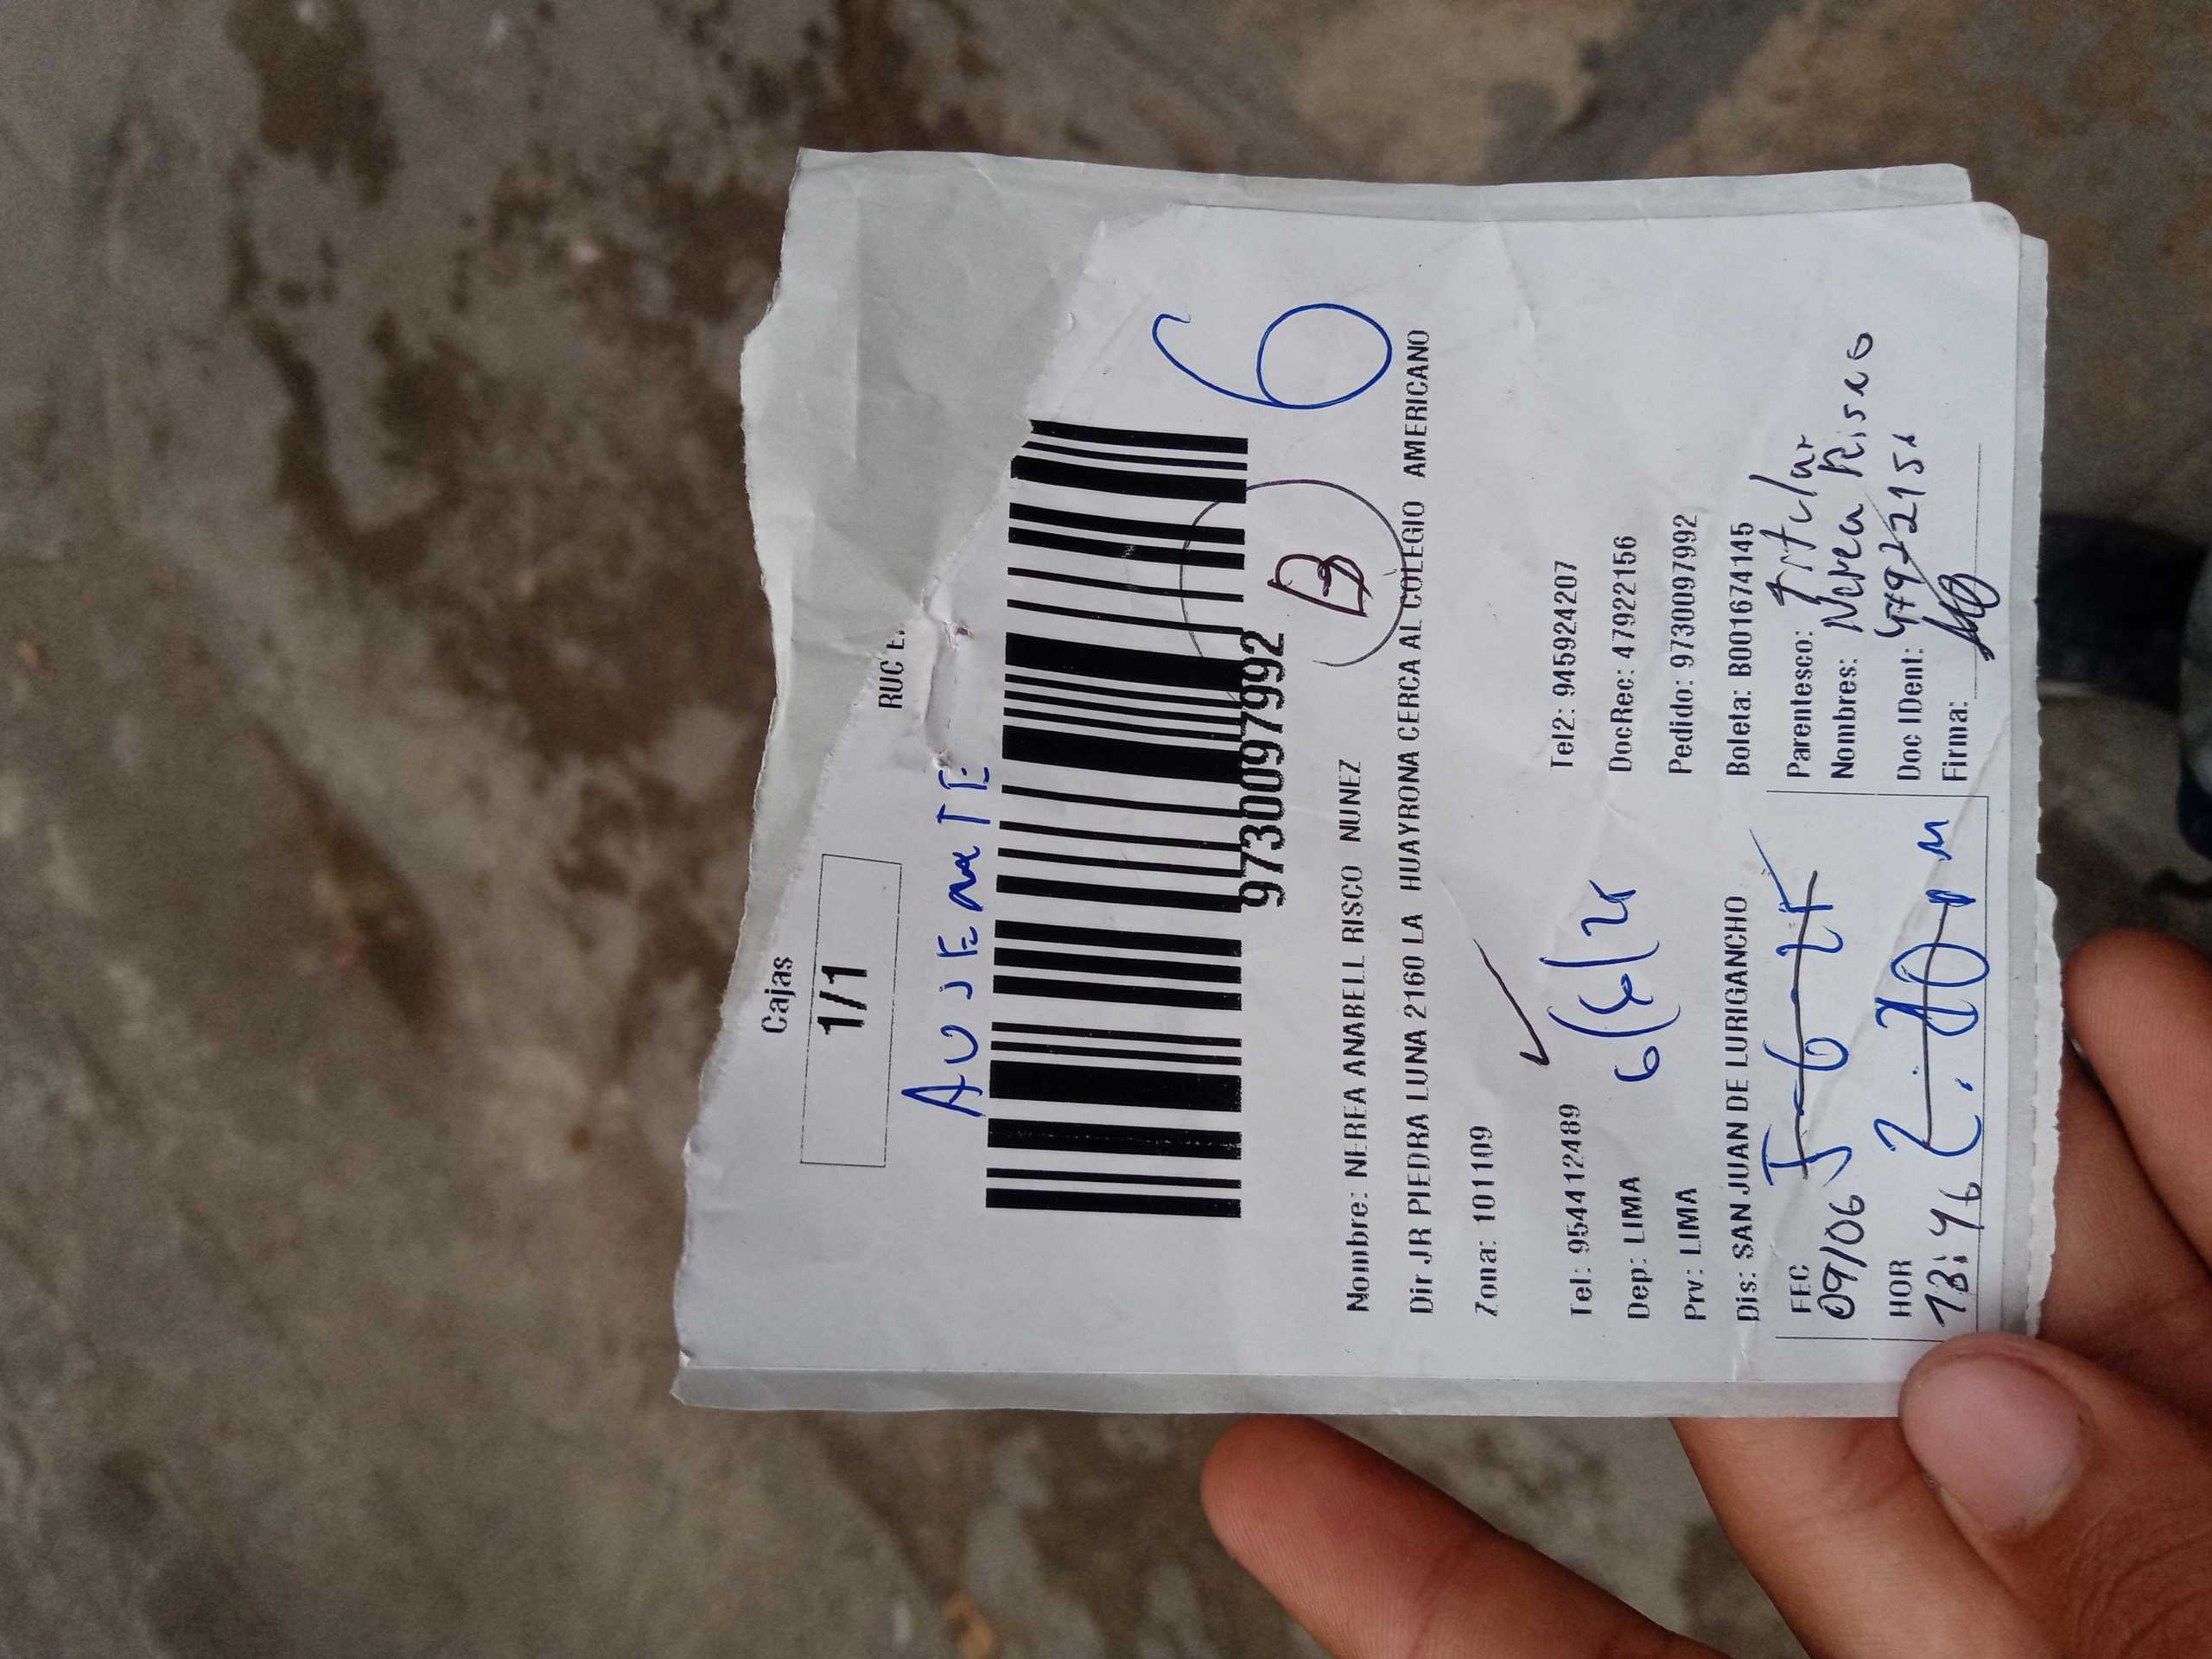 Cajas
1/1
RUC
AUSENTE
9730097992
B
6
Nombre: NEREA ANABELL RISCO NUNEZ
Dir JR PIEDRA LUNA 2160 LA HUAYRONA CERCA AL COLEGIO AMERICANO
Zona: 101109
Tel: 954412489 Tel2: 945924207
Dep: LIMA DocRec: 47922156
Prv: LIMA Pedido: 9730097992
Dis: SAN JUAN DE LURIGANCHO Boleta: B001674145
FEC
09/06
HOR
13:46
Parentesco: Titular
Nombres: Nerea Risco
Doc IDent:
Firma: